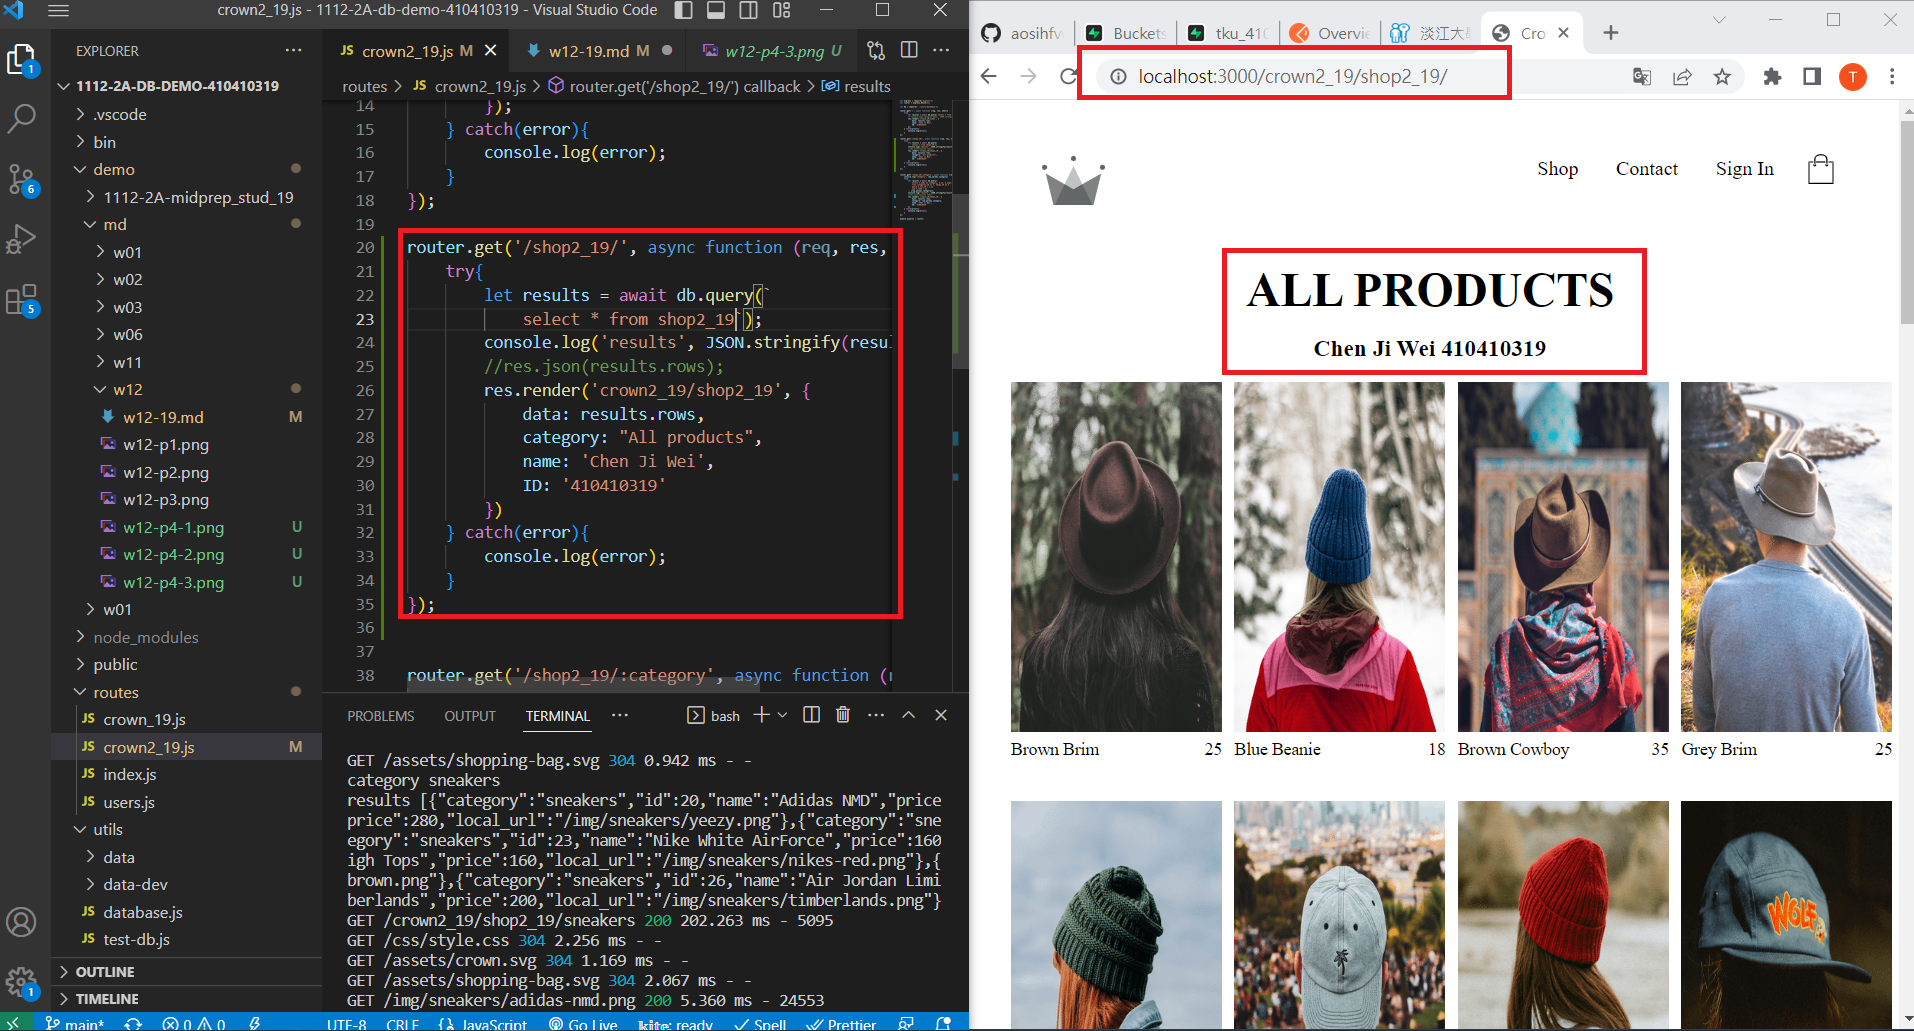 crown2_19.js - 1112-2A-db-demo-410410319 - Visual Studio Code
EXPLORER
1112-2A-DB-DEMO-410410319
.vscode
bin
demo
1112-2A-midprep_stud_19
md
w01
w02
w03
w06
w11
w12
w12-19.md M
w12-p1.png
w12-p2.png
w12-p3.png
w12-p4-1.png U
w12-p4-2.png U
w12-p4-3.png U
w01
node_modules
public
routes
JS crown_19.js
JS crown2_19.js M
JS index.js
JS users.js
utils
data
data-dev
JS database.js
JS test-db.js
OUTLINE
TIMELINE
1
6
5
1
JS crown2_19.js M
w12-19.md M
w12-p4-3.png U
routes > JS crown2_19.js > router.get('/shop2_19/') callback > results
14 });
15 } catch(error){
16 console.log(error);
17 }
18 });
19
20 router.get('/shop2_19/', async function (req, res,
21 try{
22 let results = await db.query(`
23 select * from shop2_19`);
24 console.log('results', JSON.stringify(resul
25 //res.json(results.rows);
26 res.render('crown2_19/shop2_19', {
27 data: results.rows,
28 category: "All products",
29 name: 'Chen Ji Wei',
30 ID: '410410319'
31 })
32 } catch(error){
33 console.log(error);
34 }
35 });
36
37
38 router.get('/shop2_19/:category', async function (r
PROBLEMS OUTPUT TERMINAL
bash
GET /assets/shopping-bag.svg 304 0.942 ms - -
category sneakers
results [{"category":"sneakers","id":20,"name":"Adidas NMD","price
price":280,"local_url":"/img/sneakers/yeezy.png"},{"category":"sne
egory":"sneakers","id":23,"name":"Nike White AirForce","price":160
igh Tops","price":160,"local_url":"/img/sneakers/nikes-red.png"},{
brown.png"},{"category":"sneakers","id":26,"name":"Air Jordan Limi
berlands","price":200,"local_url":"/img/sneakers/timberlands.png"}
GET /crown2_19/shop2_19/sneakers 200 202.263 ms - 5095
GET /css/style.css 304 2.256 ms - -
GET /assets/crown.svg 304 1.169 ms - -
GET /assets/shopping-bag.svg 304 2.067 ms - -
GET /img/sneakers/adidas-nmd.png 200 5.360 ms - 24553
main* 0 0 UTF-8 CRLF JavaScript Go Live kite: ready Spell Prettier
aosihfv
Buckets
tku_410
Overvie
淡江大
Cro
localhost:3000/crown2_19/shop2_19/
T
Shop Contact Sign In
ALL PRODUCTS
Chen Ji Wei 410410319
Brown Brim 25
Blue Beanie 18
Brown Cowboy 35
Grey Brim 25
WOLF